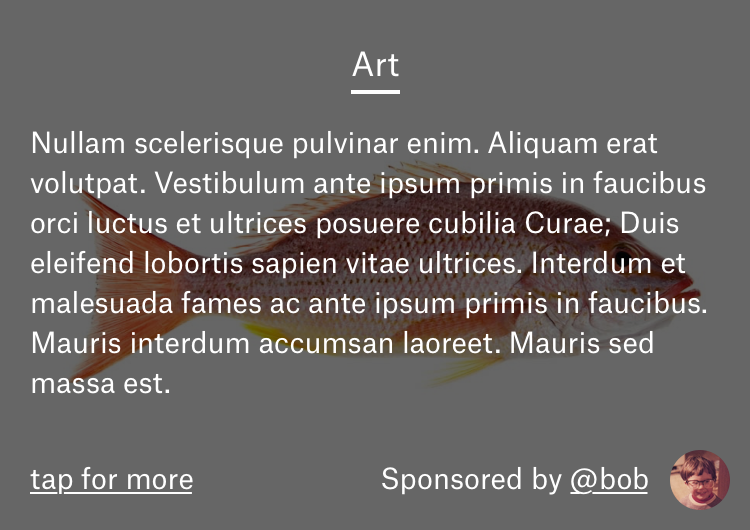 Art
Nullam scelerisque pulvinar enim. Aliquam erat
volutpat. Vestibulum ante ipsum primis in faucibus
orci luctus et ultrices posuere cubilia Curae; Duis
eleifend lobortis sapien vitae ultrices. Interdum et
malesuada fames ac ante ipsum primis in faucibus.
Mauris interdum accumsan laoreet. Mauris sed
massa est.
tap for more
Sponsored by @bob